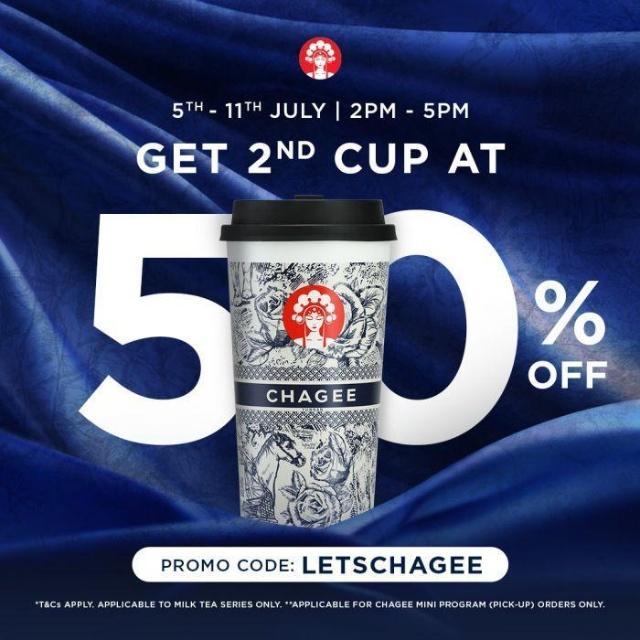 5TH - 11TH JULY | 2PM - 5PM
GET 2ND CUP AT
50%
OFF
CHAGEE
PROMO CODE: LETSCHAGEE
*T&Cs APPLY. APPLICABLE TO MILK TEA SERIES ONLY. **APPLICABLE FOR CHAGEE MINI PROGRAM (PICK-UP) ORDERS ONLY.